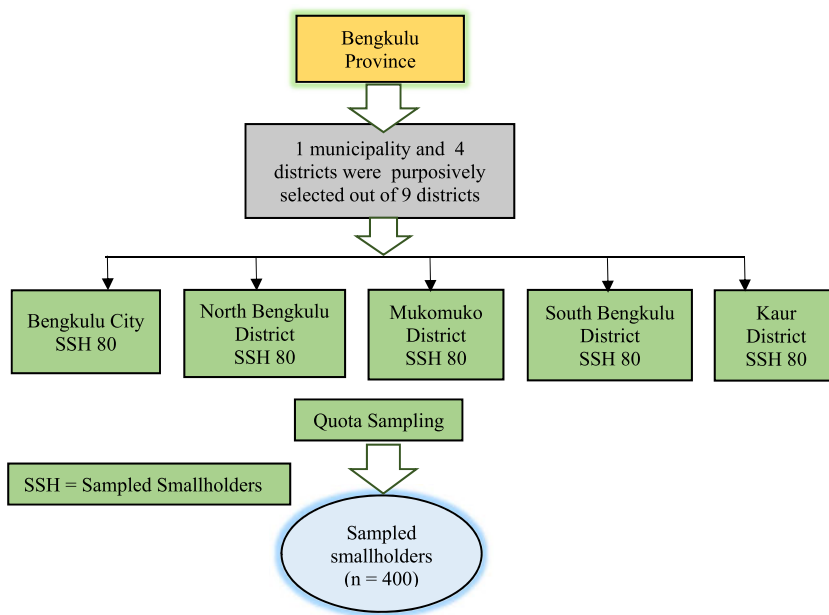 Bengkulu
Province
1 municipality and 4
districts were purposively
selected out of 9 districts
Bengkulu City
SSH 80
North Bengkulu
District
SSH 80
Mukomuko
District
SSH 80
South Bengkulu
District
SSH 80
Kaur
District
SSH 80
Quota Sampling
SSH = Sampled Smallholders
Sampled
smallholders
(n = 400)